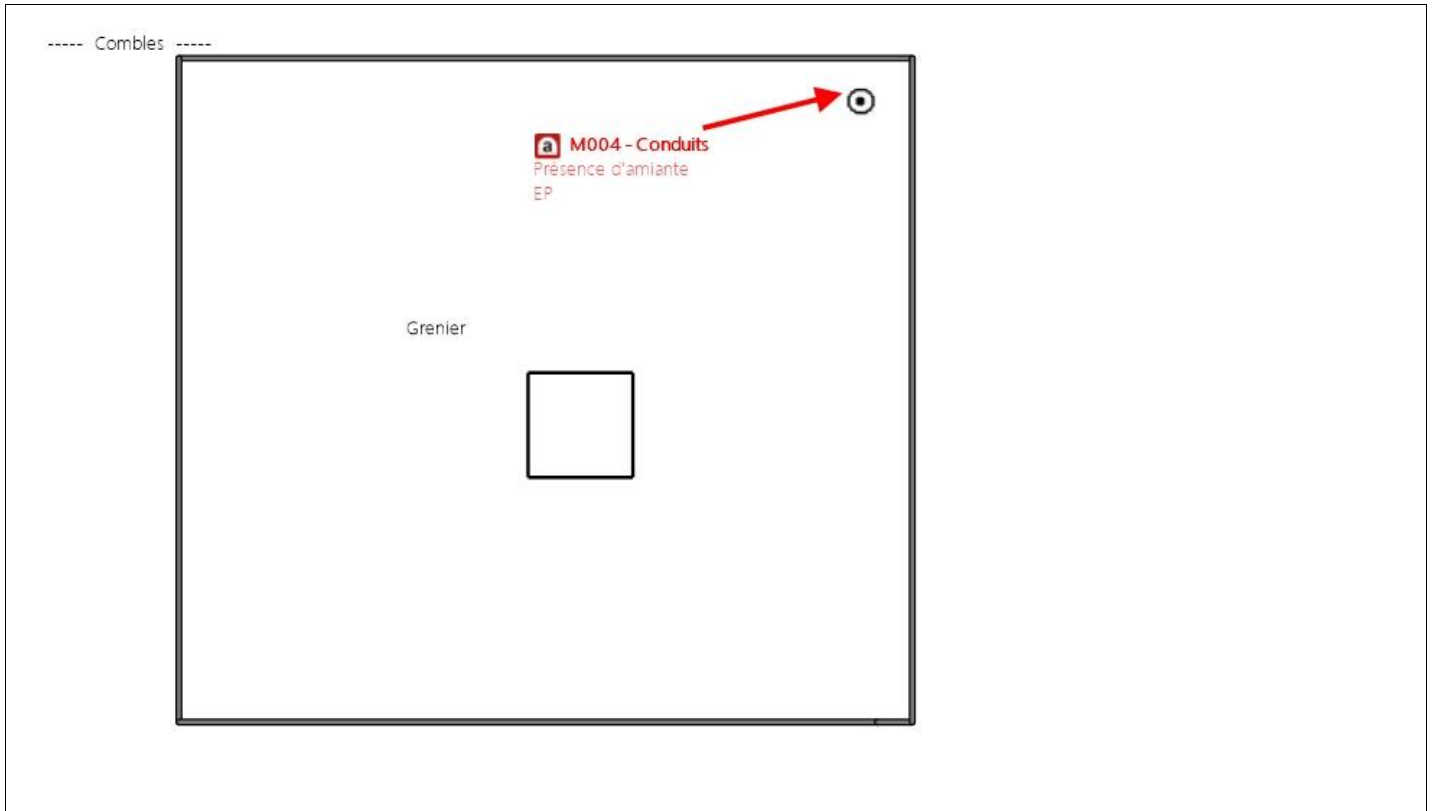 ----- Combles -----
a M004 - Conduits
Présence d'amiante
EP
Grenier